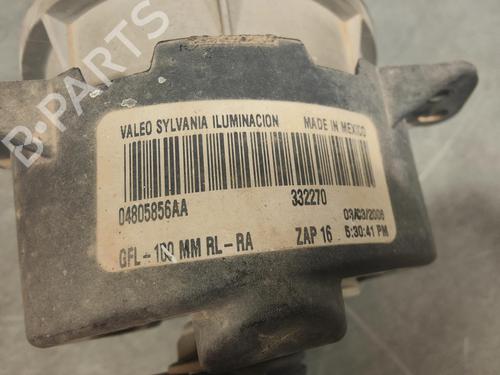 VALEO SYLVANIA ILUMINACION MADE IN MEXICO
04805856AA 332270
03/03/2006
GFL-100 MM RL-RA ZAP 16 5:30:41 PM
B-PARTS